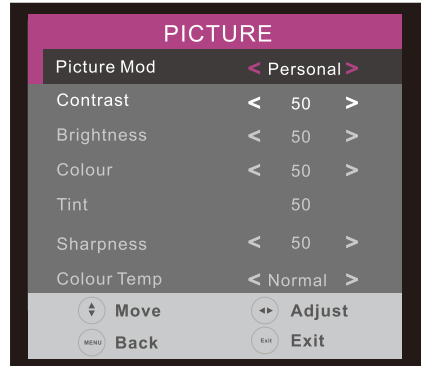 PICTURE
Picture Mod < Personal >
Contrast < 50 >
Brightness < 50 >
Colour < 50 >
Tint 50
Sharpness < 50 >
Colour Temp < Normal >
Move Adjust
MENU Back Exit Exit